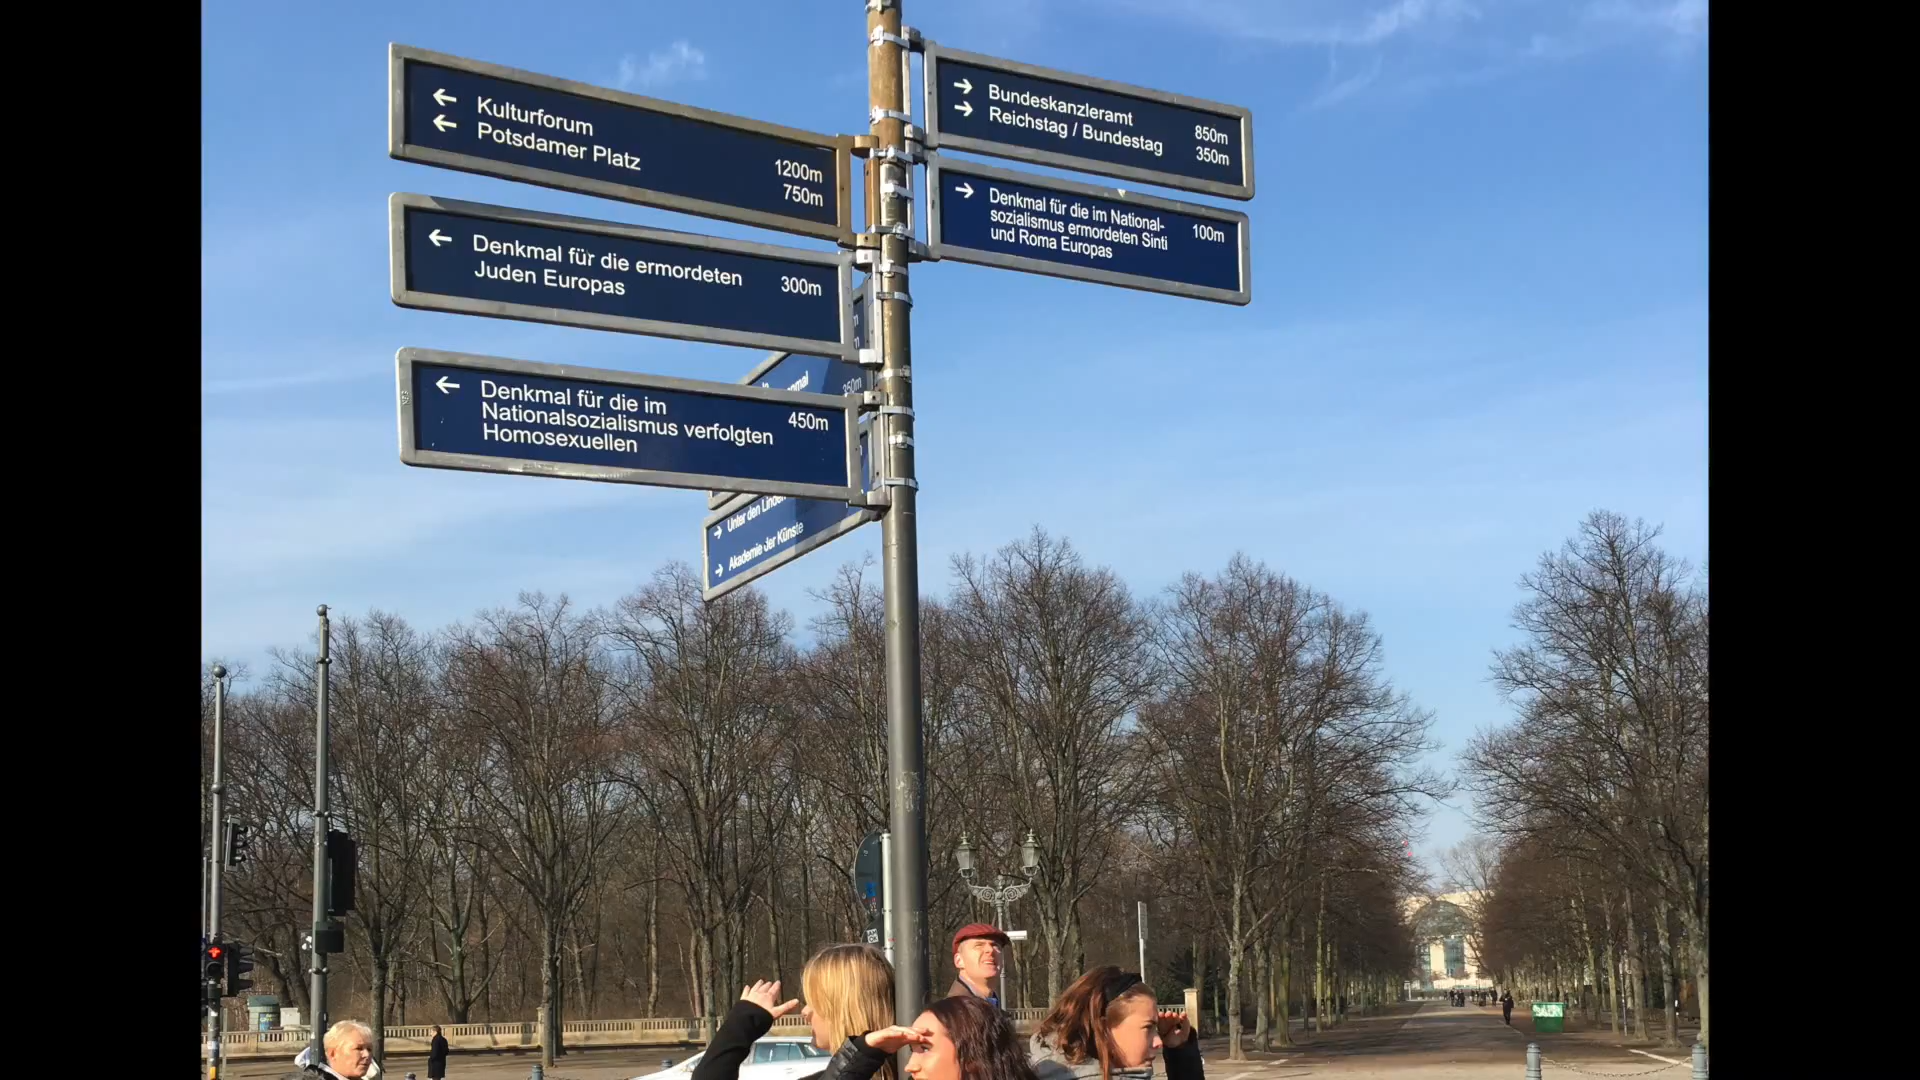 ← Kulturforum 1200m
← Potsdamer Platz 750m
← Denkmal für die ermordeten
Juden Europas 300m
← Denkmal für die im
Nationalsozialismus verfolgten 450m
Homosexuellen
→ Bundeskanzleramt 850m
→ Reichstag / Bundestag 350m
→ Denkmal für die im National-
sozialismus ermordeten Sinti 100m
und Roma Europas
350m
→ Unter den Linden
→ Akademie der Künste